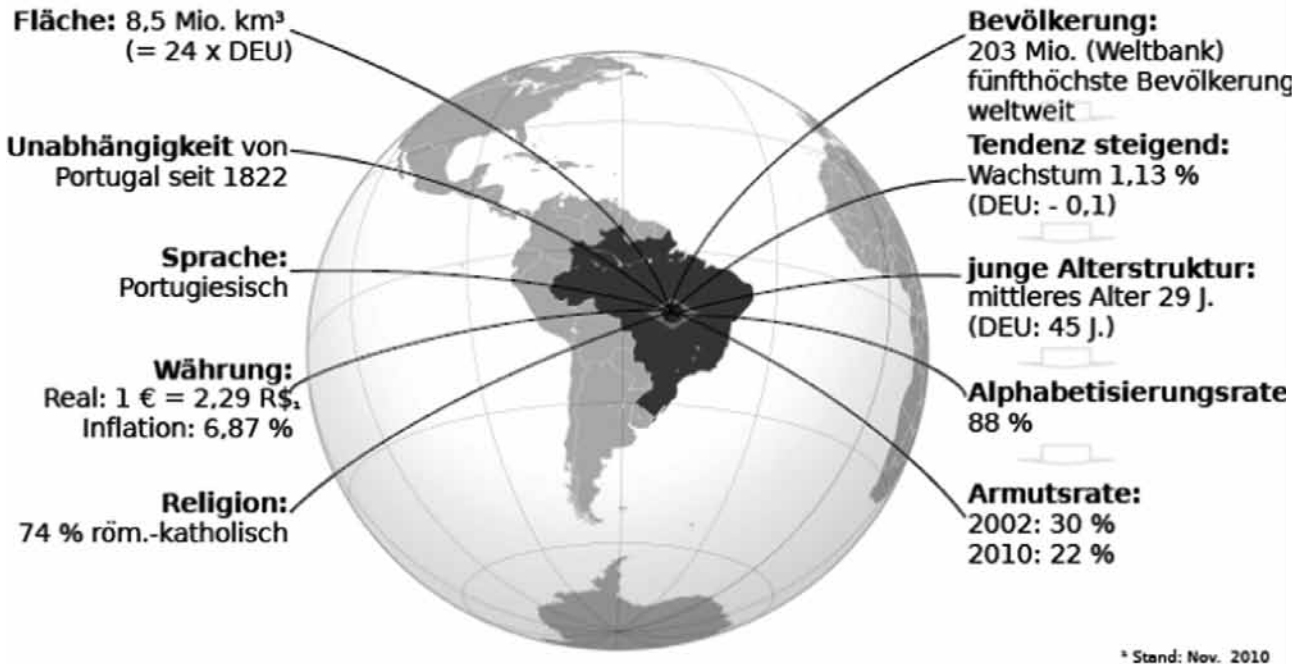 Fläche: 8,5 Mio. km³
(= 24 x DEU)
Unabhängigkeit von
Portugal seit 1822
Sprache:
Portugiesisch
Währung:
Real: 1 € = 2,29 R$₁
Inflation: 6,87 %
Religion:
74 % röm.-katholisch
Bevölkerung:
203 Mio. (Weltbank)
fünfthöchste Bevölkerung
weltweit
Tendenz steigend:
Wachstum 1,13 %
(DEU: - 0,1)
junge Alterstruktur:
mittleres Alter 29 J.
(DEU: 45 J.)
Alphabetisierungsrate
88 %
Armutsrate:
2002: 30 %
2010: 22 %
¹ Stand: Nov. 2010